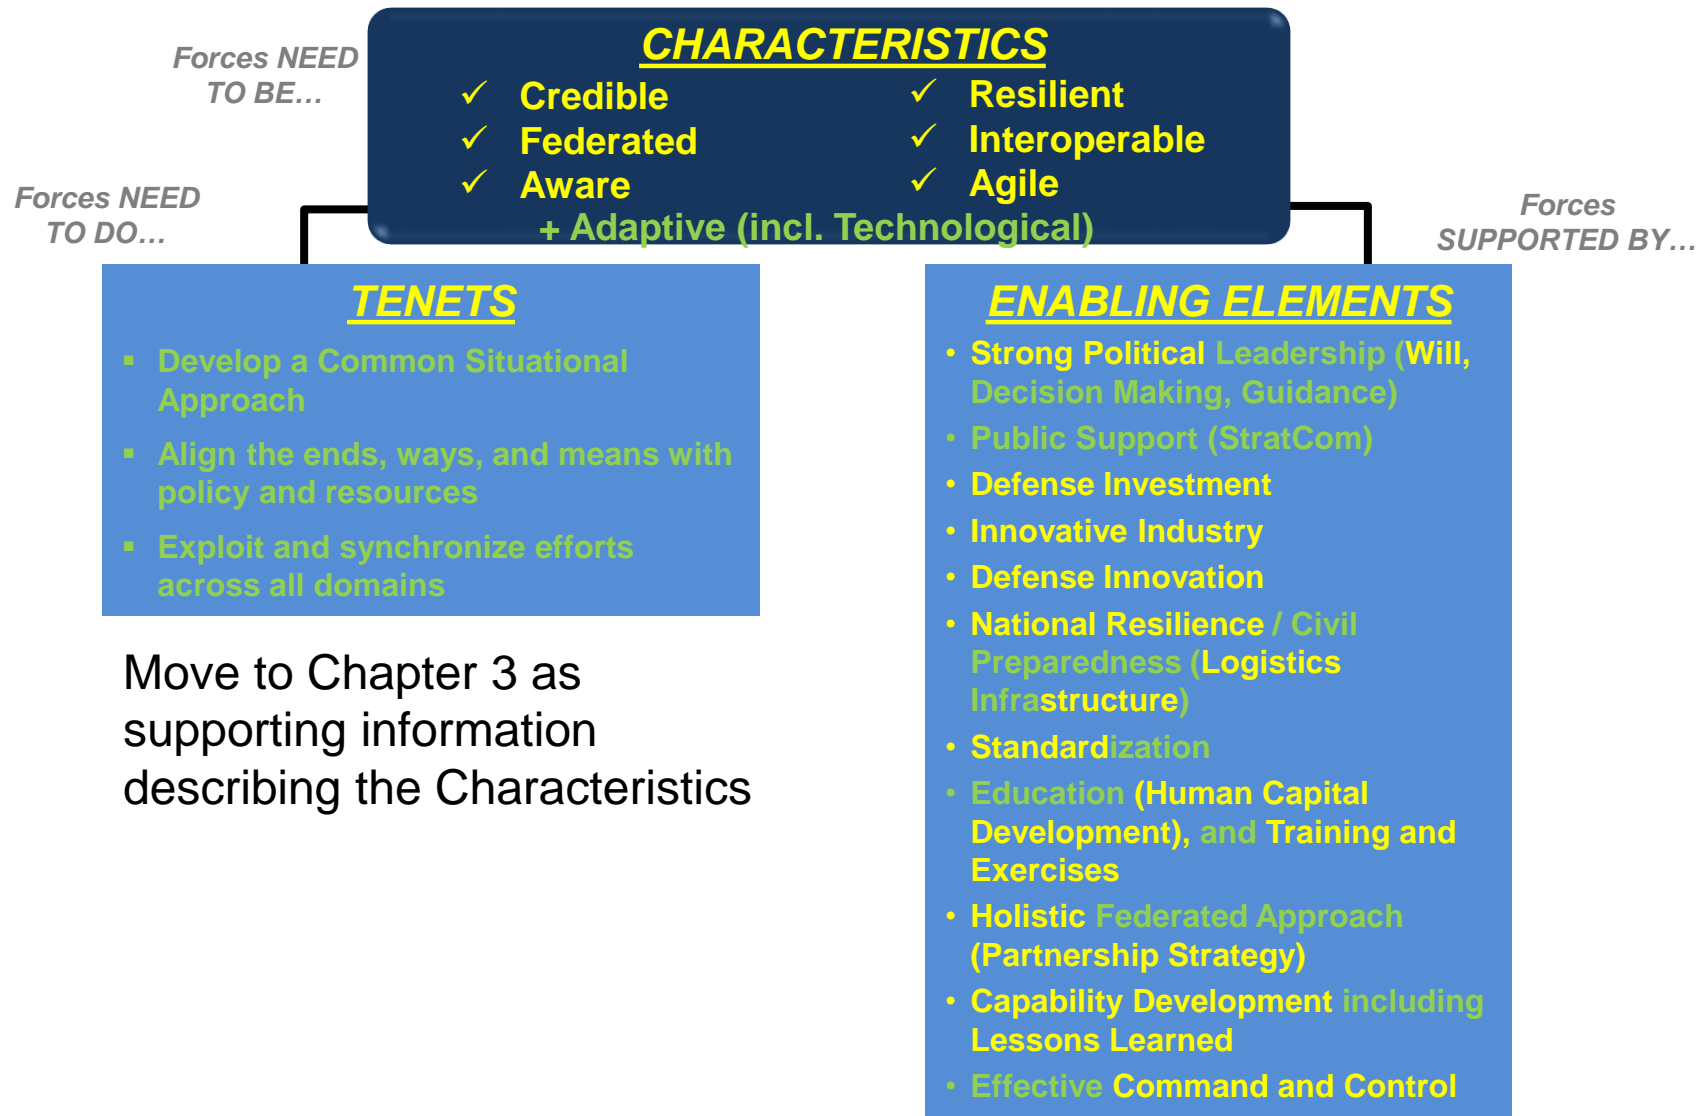 Forces NEED
TO BE…
CHARACTERISTICS
✓ Credible
✓ Federated
✓ Aware
✓ Resilient
✓ Interoperable
✓ Agile
+ Adaptive (incl. Technological)
Forces NEED
TO DO…
Forces
SUPPORTED BY…
TENETS
▪ Develop a Common Situational
Approach
▪ Align the ends, ways, and means with
policy and resources
▪ Exploit and synchronize efforts
across all domains
Move to Chapter 3 as
supporting information
describing the Characteristics
ENABLING ELEMENTS
• Strong Political Leadership (Will,
Decision Making, Guidance)
• Public Support (StratCom)
• Defense Investment
• Innovative Industry
• Defense Innovation
• National Resilience / Civil
Preparedness (Logistics
Infrastructure)
• Standardization
• Education (Human Capital
Development), and Training and
Exercises
• Holistic Federated Approach
(Partnership Strategy)
• Capability Development including
Lessons Learned
• Effective Command and Control